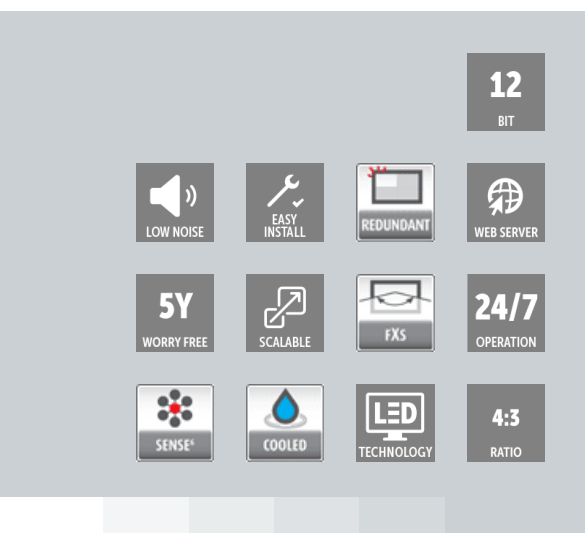 12
BIT
LOW NOISE
EASY
INSTALL
REDUNDANT
WEB SERVER
5Y
WORRY FREE
SCALABLE
FXS
24/7
OPERATION
SENSE⁶
COOLED
LED
TECHNOLOGY
4:3
RATIO